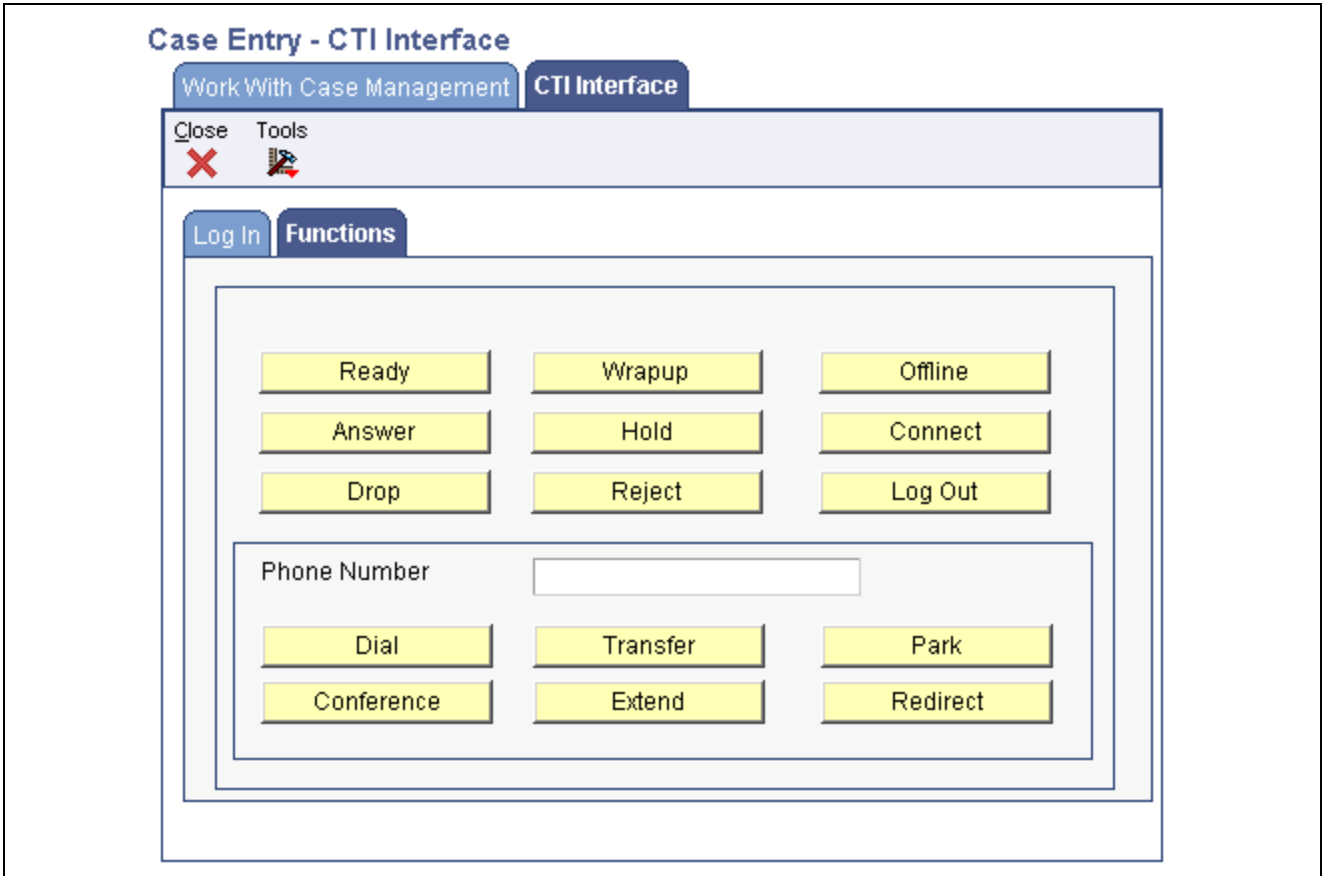 Case Entry - CTI Interface
Work With Case Management CTI Interface
Close Tools
Log In Functions
Ready Wrapup Offline
Answer Hold Connect
Drop Reject Log Out
Phone Number
Dial Transfer Park
Conference Extend Redirect